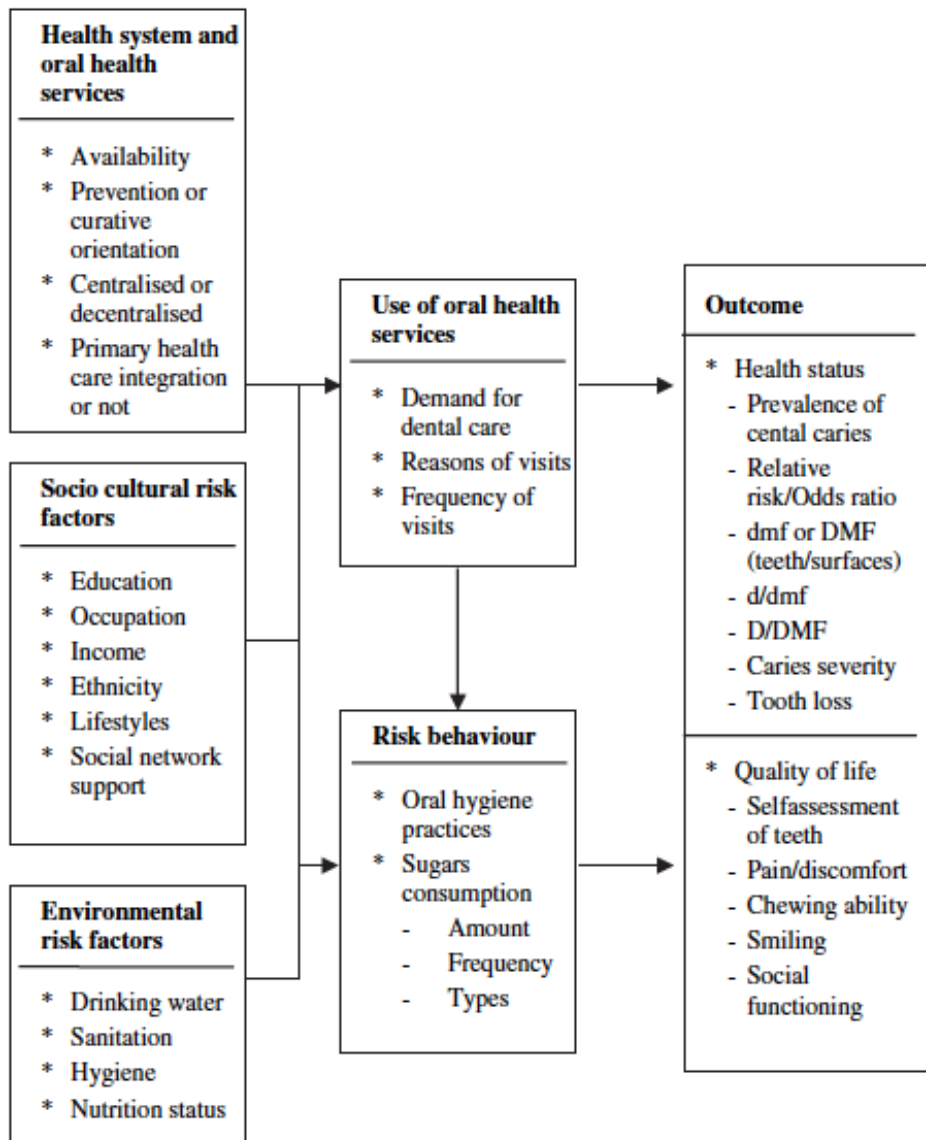 Health system and
oral health
services
* Availability
* Prevention or
curative
orientation
* Centralised or
decentralised
* Primary health
care integration
or not
Socio cultural risk
factors
* Education
* Occupation
* Income
* Ethnicity
* Lifestyles
* Social network
support
Environmental
risk factors
* Drinking water
* Sanitation
* Hygiene
* Nutrition status
Use of oral health
services
* Demand for
dental care
* Reasons of visits
* Frequency of
visits
Risk behaviour
* Oral hygiene
practices
* Sugars
consumption
- Amount
- Frequency
- Types
Outcome
* Health status
- Prevalence of
cental caries
- Relative
risk/Odds ratio
- dmf or DMF
(teeth/surfaces)
- d/dmf
- D/DMF
- Caries severity
- Tooth loss
* Quality of life
- Selfassessment
of teeth
- Pain/discomfort
- Chewing ability
- Smiling
- Social
functioning